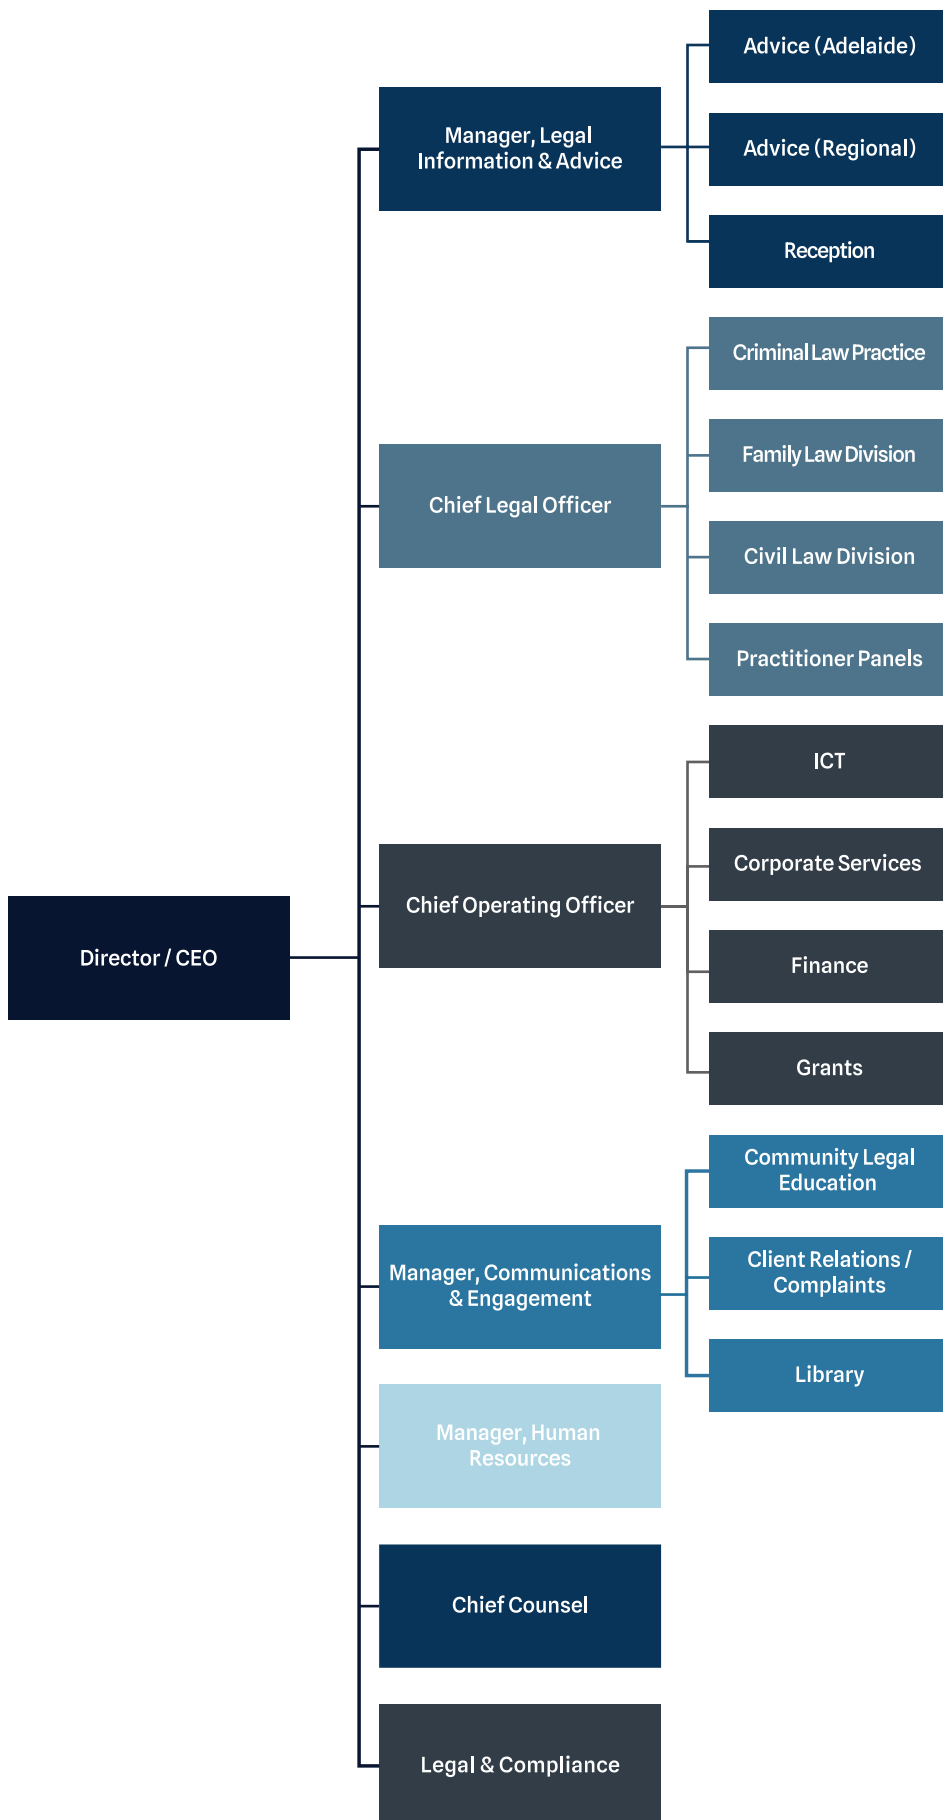 Director / CEO
Manager, Legal
Information & Advice
Advice (Adelaide)
Advice (Regional)
Reception
Chief Legal Officer
Criminal Law Practice
Family Law Division
Civil Law Division
Practitioner Panels
Chief Operating Officer
ICT
Corporate Services
Finance
Grants
Manager, Communications
& Engagement
Community Legal
Education
Client Relations /
Complaints
Library
Manager, Human
Resources
Chief Counsel
Legal & Compliance